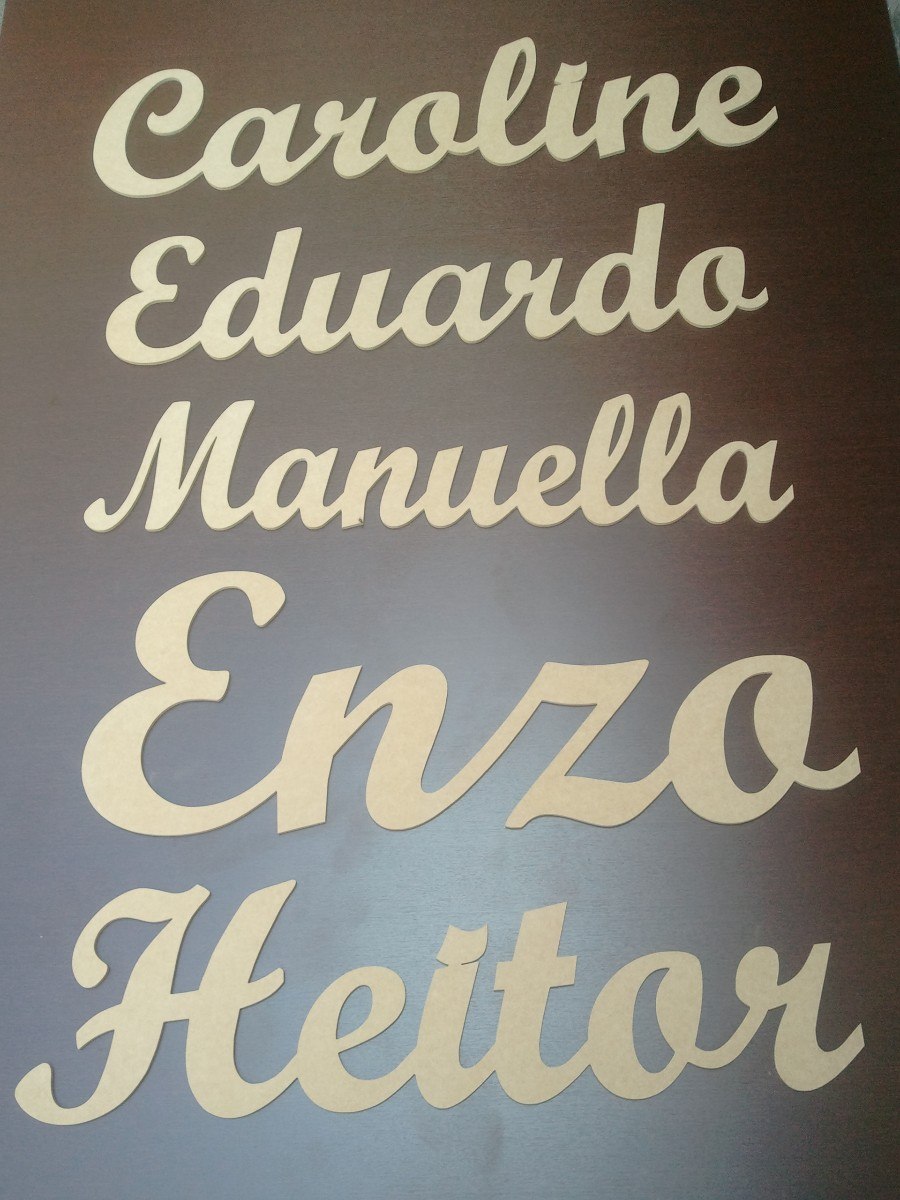 Caroline
Eduardo
Manuella
Enzo
Heitor